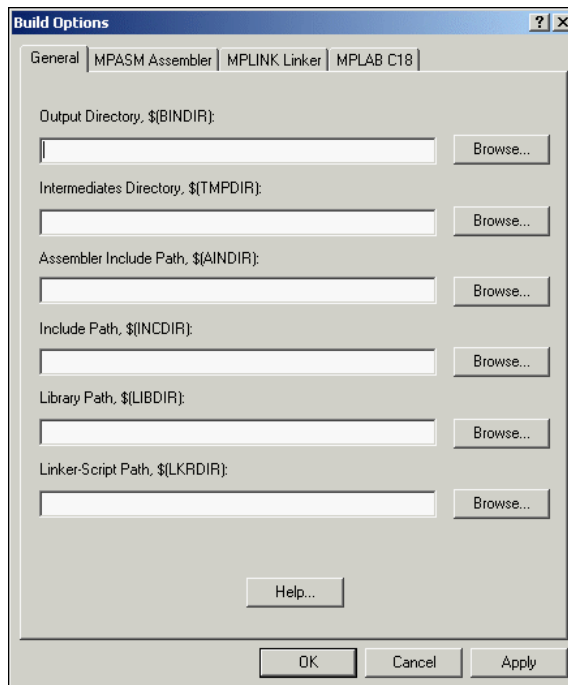 Build Options
General MPASM Assembler MPLINK Linker MPLAB C18
Output Directory, $(BINDIR):
Browse...
Intermediates Directory, $(TMPDIR):
Browse...
Assembler Include Path, $(AINDIR):
Browse...
Include Path, $(INCDIR):
Browse...
Library Path, $(LIBDIR):
Browse...
Linker-Script Path, $(LKRDIR):
Browse...
Help...
OK Cancel Apply